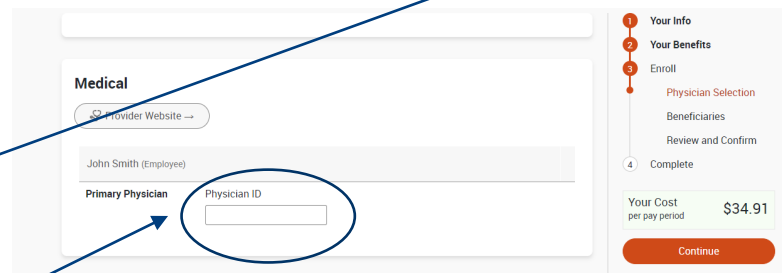 Medical
Provider Website →
John Smith (Employee)
Primary Physician
Physician ID
1 Your Info
2 Your Benefits
3 Enroll
Physician Selection
Beneficiaries
Review and Confirm
4 Complete
Your Cost
per pay period
$34.91
Continue